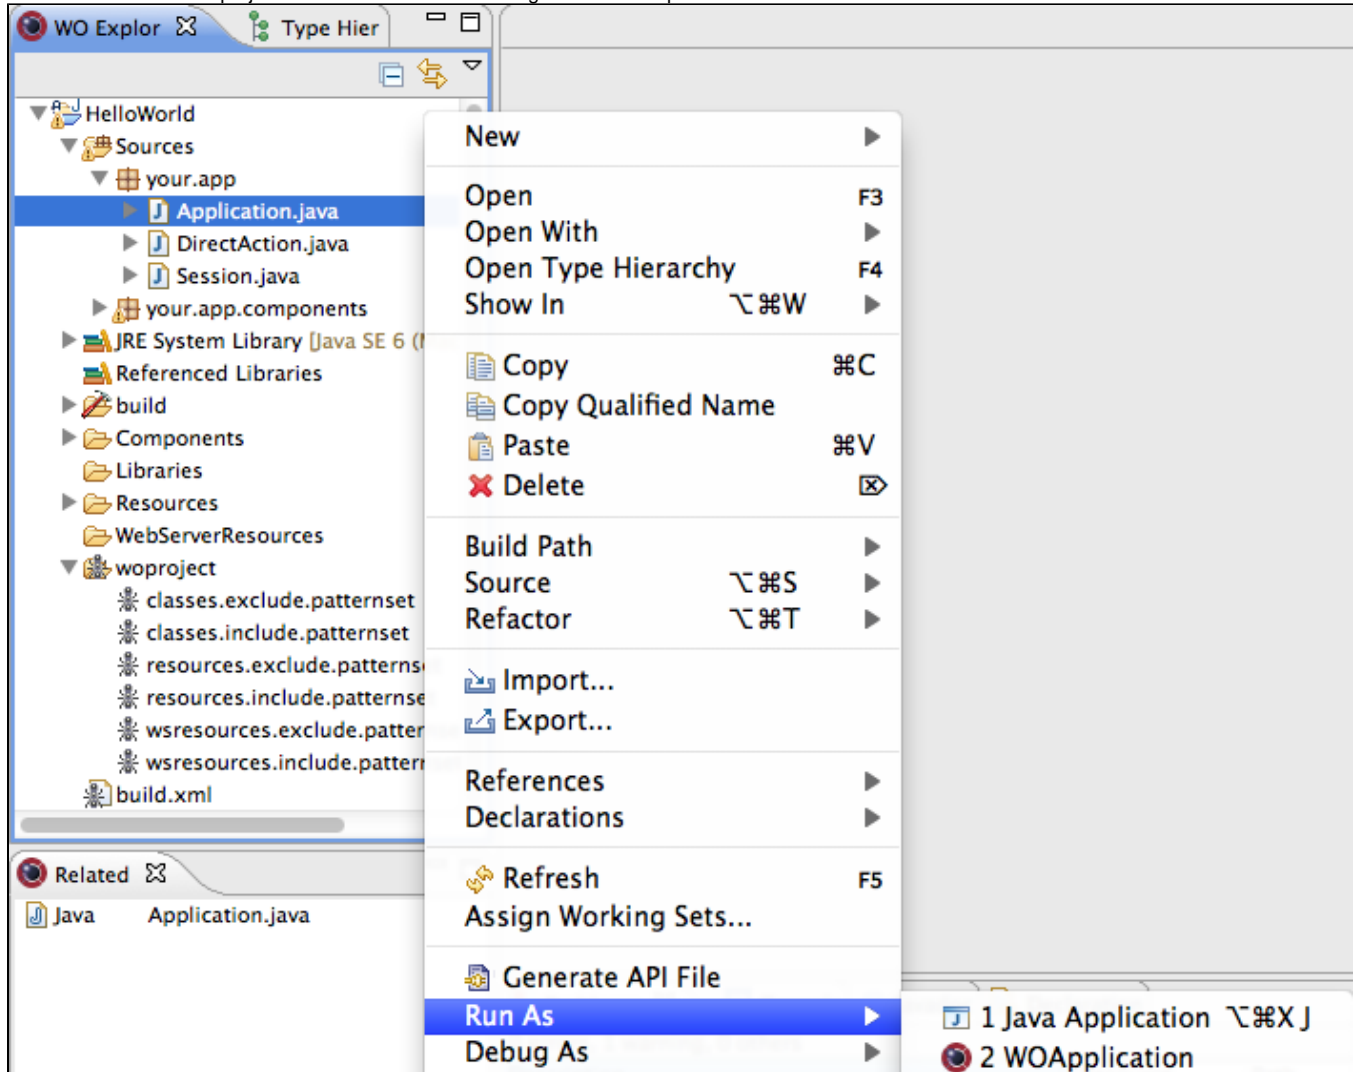 WO Explor
Type Hier
HelloWorld
Sources
your.app
Application.java
DirectAction.java
Session.java
your.app.components
JRE System Library [Java SE 6 (
Referenced Libraries
build
Components
Libraries
Resources
WebServerResources
woproject
classes.exclude.patternset
classes.include.patternset
resources.exclude.patterns
resources.include.patternse
wsresources.exclude.patter
wsresources.include.patter
build.xml
Related
Java Application.java
New
Open F3
Open With
Open Type Hierarchy F4
Show In ⌥⌘W
Copy ⌘C
Copy Qualified Name
Paste ⌘V
Delete ⌦
Build Path
Source ⌥⌘S
Refactor ⌥⌘T
Import...
Export...
References
Declarations
Refresh F5
Assign Working Sets...
Generate API File
Run As
Debug As
1 Java Application ⌥⌘X J
2 WOApplication